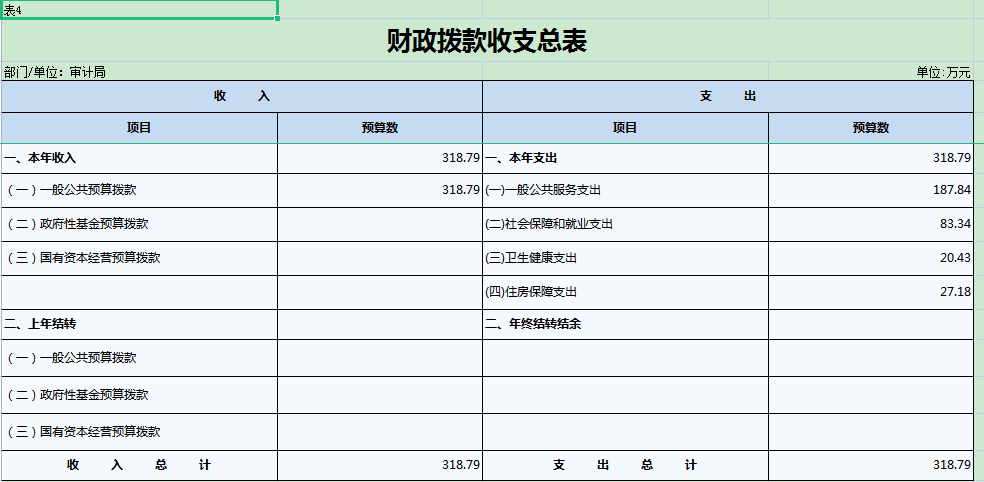 表4
财政拨款收支总表
部门/单位：审计局 单位:万元
收 入 支 出
项目 预算数 项目 预算数
一、本年收入 318.79 一、本年支出 318.79
（一）一般公共预算拨款 318.79 (一)一般公共服务支出 187.84
（二）政府性基金预算拨款 (二)社会保障和就业支出 83.34
（三）国有资本经营预算拨款 (三)卫生健康支出 20.43
(四)住房保障支出 27.18
二、上年结转 二、年终结转结余
（一）一般公共预算拨款
（二）政府性基金预算拨款
（三）国有资本经营预算拨款
收 入 总 计 318.79 支 出 总 计 318.79